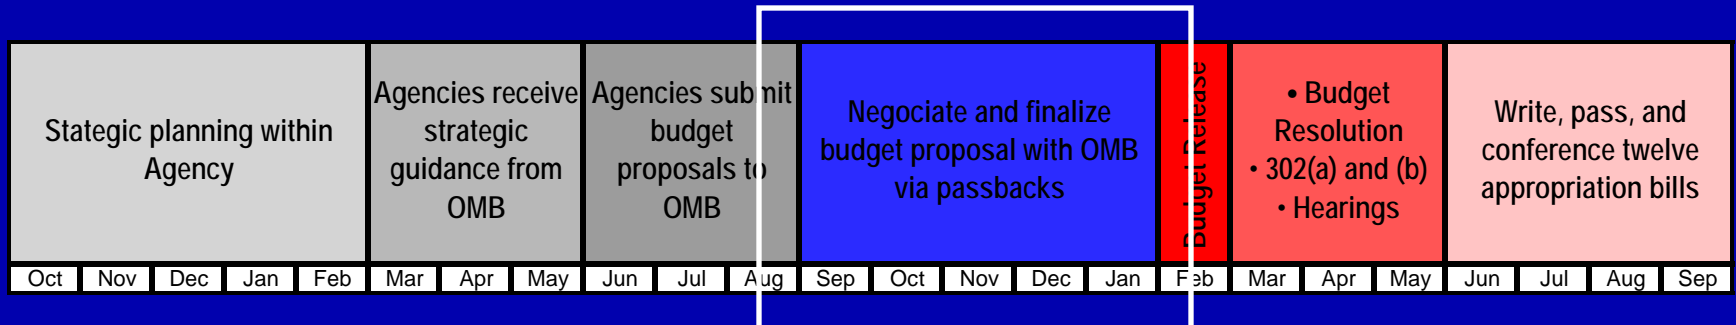 Stategic planning within
Agency
Agencies receive
strategic
guidance from
OMB
Agencies submit
budget
proposals to
OMB
Negociate and finalize
budget proposal with OMB
via passbacks
Budget Release
• Budget
Resolution
• 302(a) and (b)
• Hearings
Write, pass, and
conference twelve
appropriation bills
Oct Nov Dec Jan Feb Mar Apr May Jun Jul Aug Sep Oct Nov Dec Jan Feb Mar Apr May Jun Jul Aug Sep